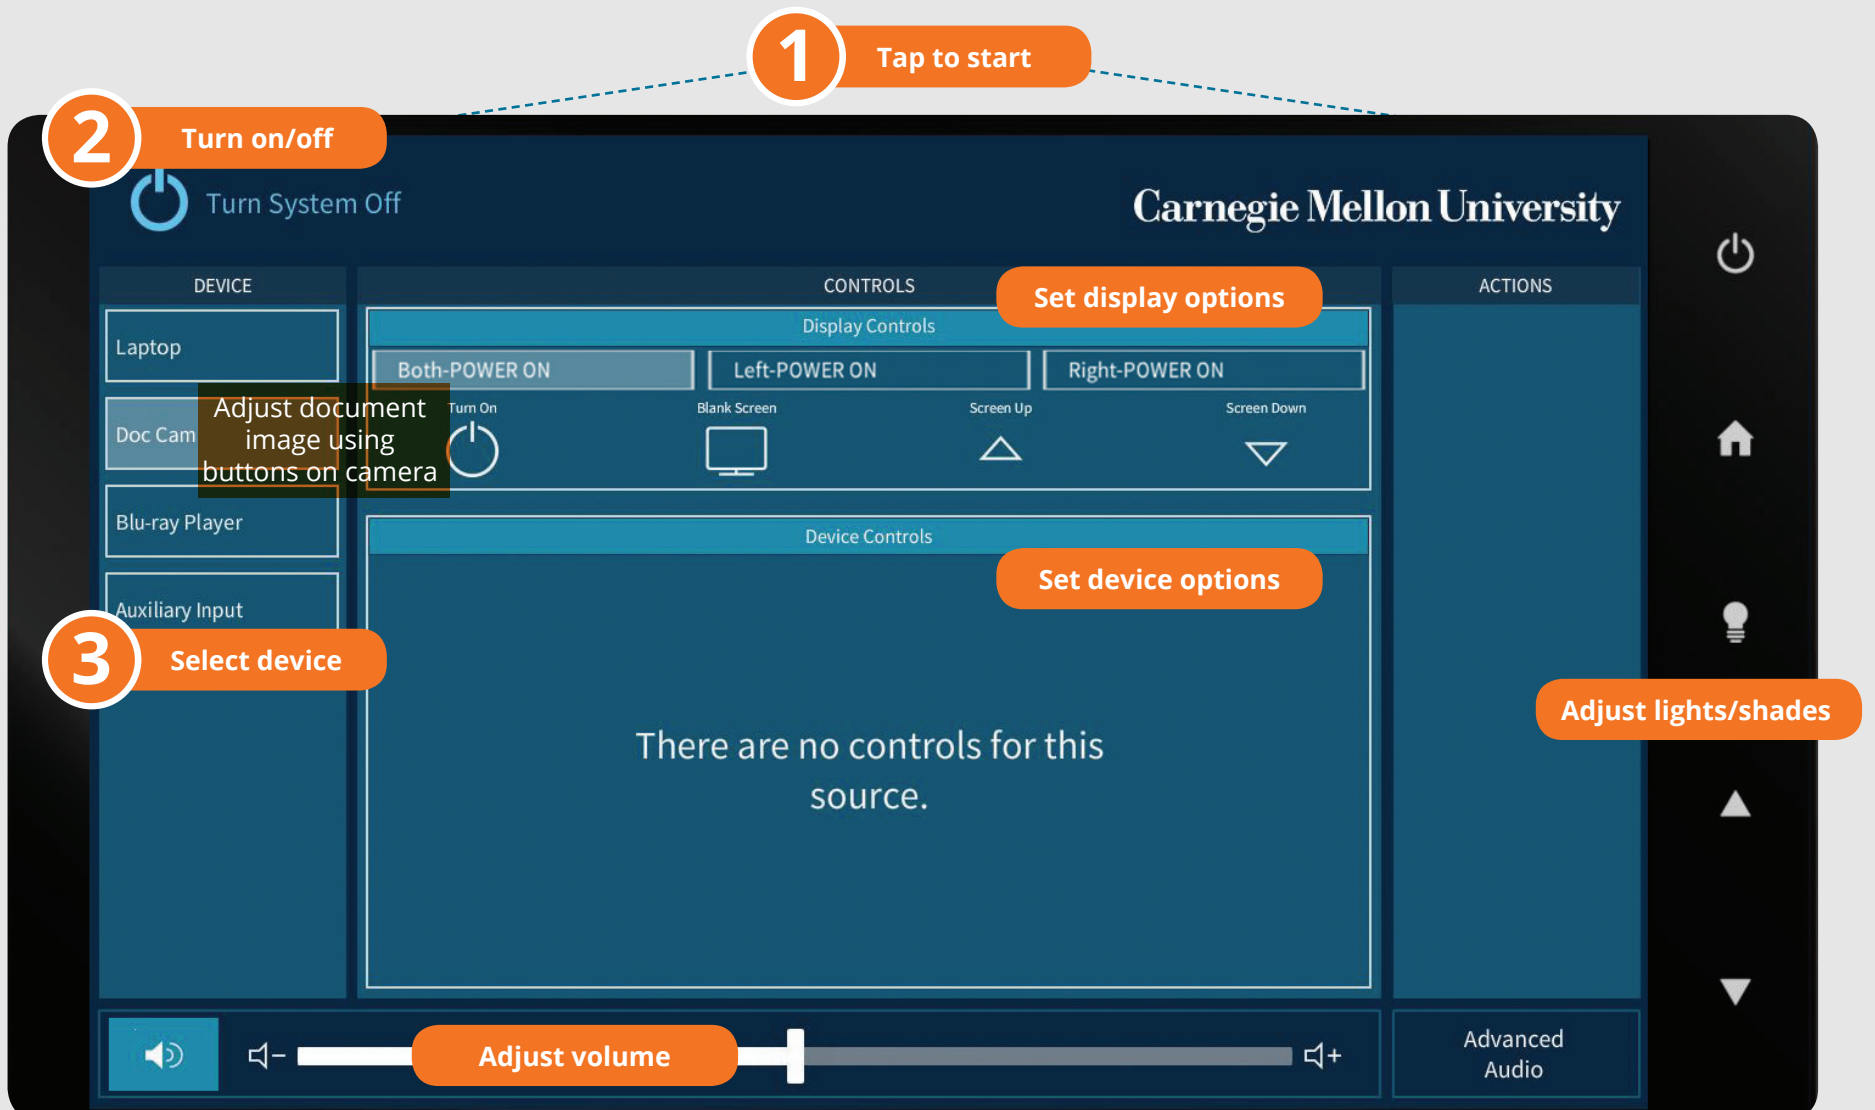 1
Tap to start
2
Turn on/off
Turn System Off
Carnegie Mellon University
DEVICE
CONTROLS
ACTIONS
Set display options
Display Controls
Laptop
Both-POWER ON
Left-POWER ON
Right-POWER ON
Turn On
Blank Screen
Screen Up
Screen Down
Doc Cam
Adjust document
image using
buttons on camera
Blu-ray Player
Device Controls
Set device options
Auxiliary Input
3
Select device
Adjust lights/shades
There are no controls for this
source.
Adjust volume
Advanced
Audio